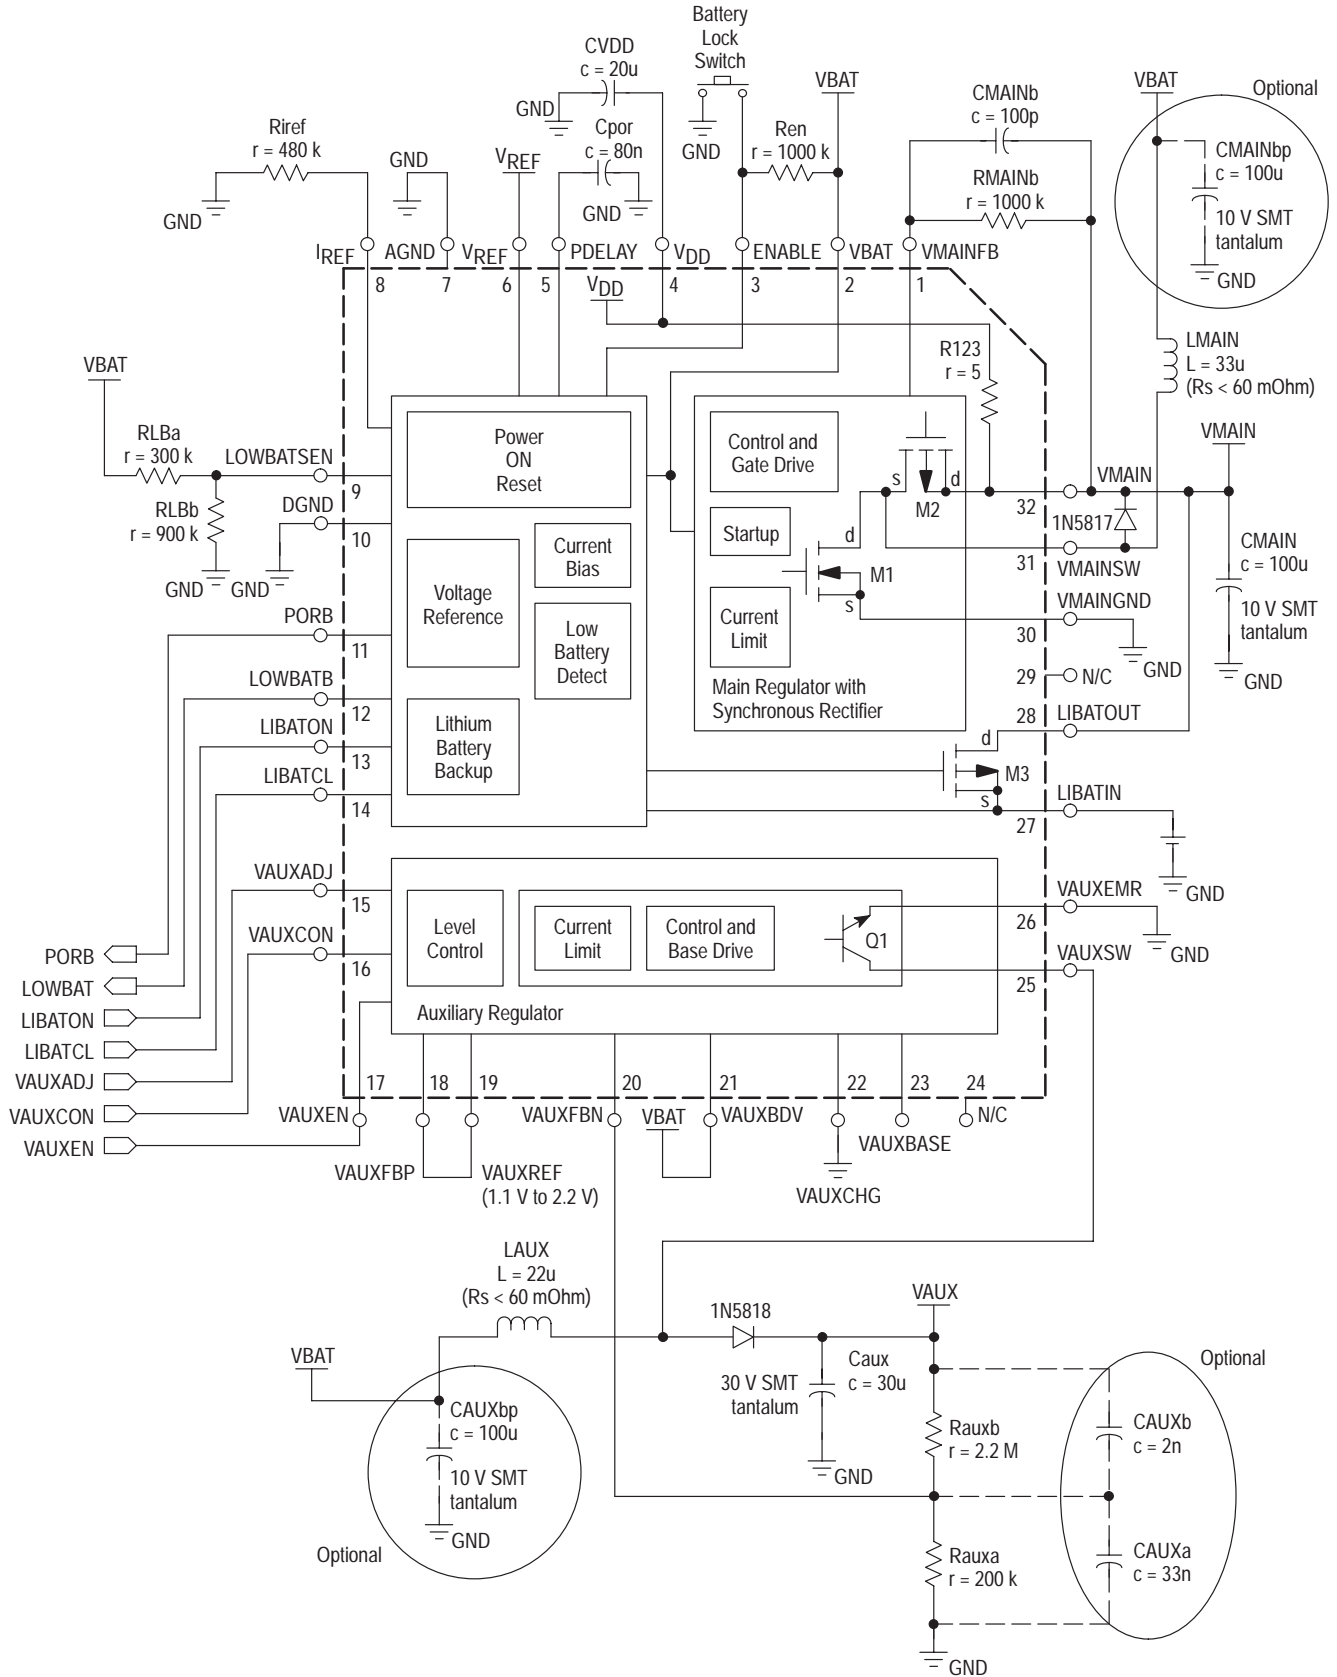 Battery
Lock
Switch
CVDD
c = 20u
GND
Cpor
c = 80n
GND
GND
Ren
r = 1000 k
VBAT
CMAINb
c = 100p
RMAINb
r = 1000 k
VBAT
Optional
CMAINbp
c = 100u
10 V SMT
tantalum
GND
Riref
r = 480 k
GND
GND
VREF
IREF
AGND
VREF
PDELAY
VDD
ENABLE
VBAT
VMAINFB
8
7
6
5
4
3
2
1
VDD
R123
r = 5
LMAIN
L = 33u
(Rs < 60 mOhm)
VBAT
RLBa
r = 300 k
LOWBATSEN
9
RLBb
r = 900 k
DGND
10
GND
GND
Power
ON
Reset
Current
Bias
Voltage
Reference
Low
Battery
Detect
Lithium
Battery
Backup
Control and
Gate Drive
Startup
Current
Limit
s
d
M2
d
M1
s
Main Regulator with
Synchronous Rectifier
VMAIN
VMAIN
32
1N5817
31
VMAINSW
CMAIN
c = 100u
10 V SMT
tantalum
GND
VMAINGND
30
GND
29
N/C
28
LIBATOUT
d
M3
s
LIBATIN
27
GND
PORB
11
LOWBATB
12
LIBATON
13
LIBATCL
14
VAUXADJ
15
VAUXCON
16
Level
Control
Current
Limit
Control and
Base Drive
Q1
Auxiliary Regulator
VAUXEMR
26
GND
VAUXSW
25
PORB
LOWBAT
LIBATON
LIBATCL
VAUXADJ
VAUXCON
VAUXEN
17
18
19
20
21
22
23
24
VAUXEN
VAUXFBP
VAUXREF
(1.1 V to 2.2 V)
VAUXFBN
VBAT
VAUXBDV
VAUXCHG
VAUXBASE
N/C
LAUX
L = 22u
(Rs < 60 mOhm)
VBAT
CAUXbp
c = 100u
10 V SMT
tantalum
GND
Optional
1N5818
30 V SMT
tantalum
Caux
c = 30u
GND
VAUX
Rauxb
r = 2.2 M
Rauxa
r = 200 k
GND
Optional
CAUXb
c = 2n
CAUXa
c = 33n